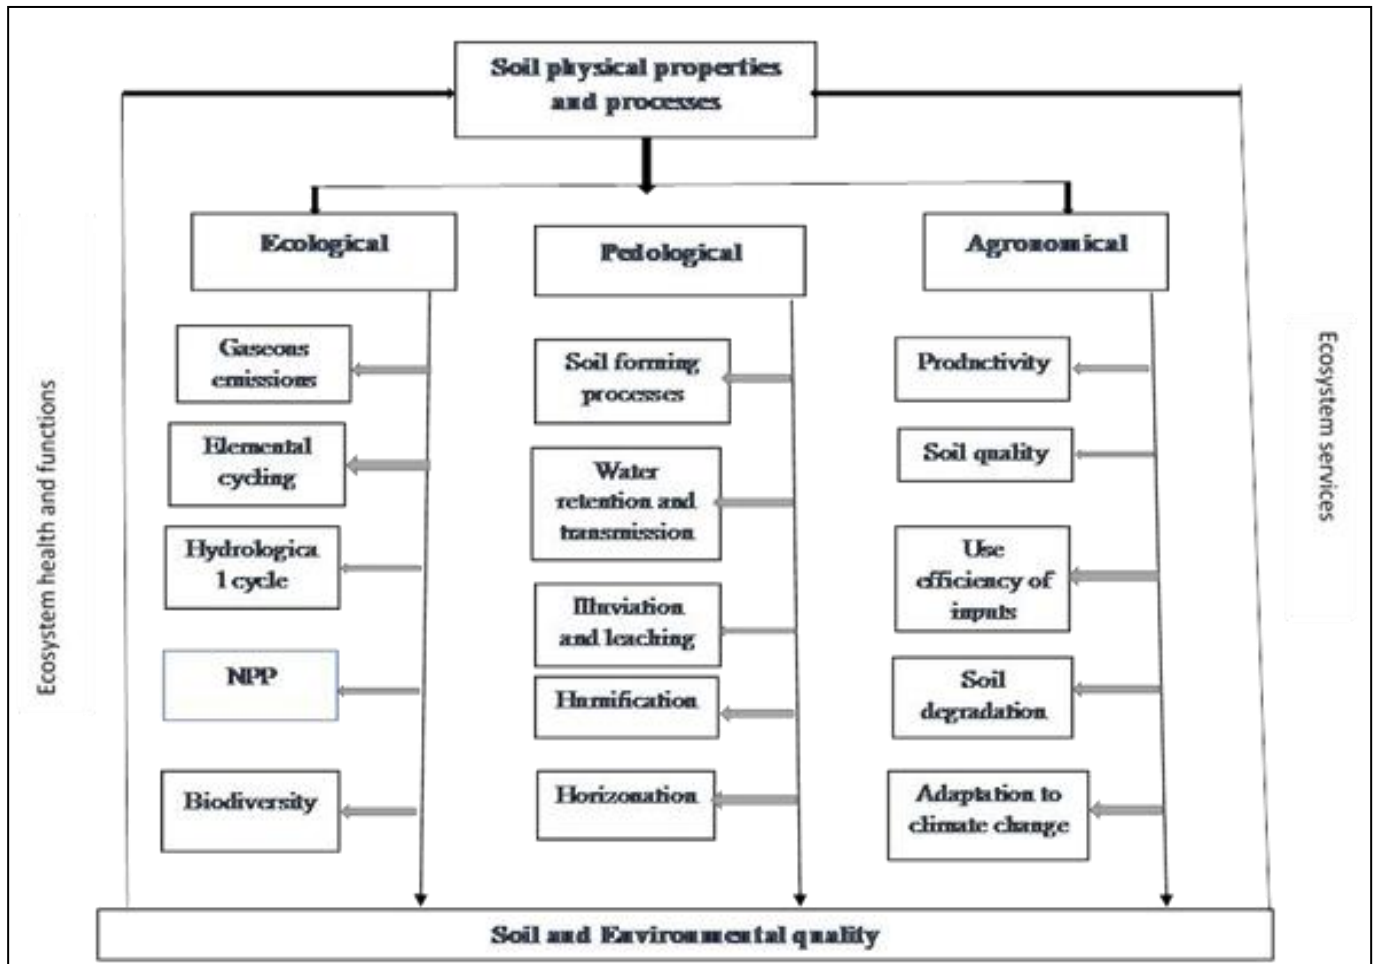 Soil physical properties
and processes
Ecological
Pedological
Agronomical
Gaseous
emissions
Elemental
cycling
Hydrologica
l cycle
NPP
Biodiversity
Soil forming
processes
Water
retention and
transmission
Illuviation
and leaching
Humification
Horizonation
Productivity
Soil quality
Use
efficiency of
inputs
Soil
degradation
Adaptation to
climate change
Ecosystem health and functions
Ecosystem services
Soil and Environmental quality